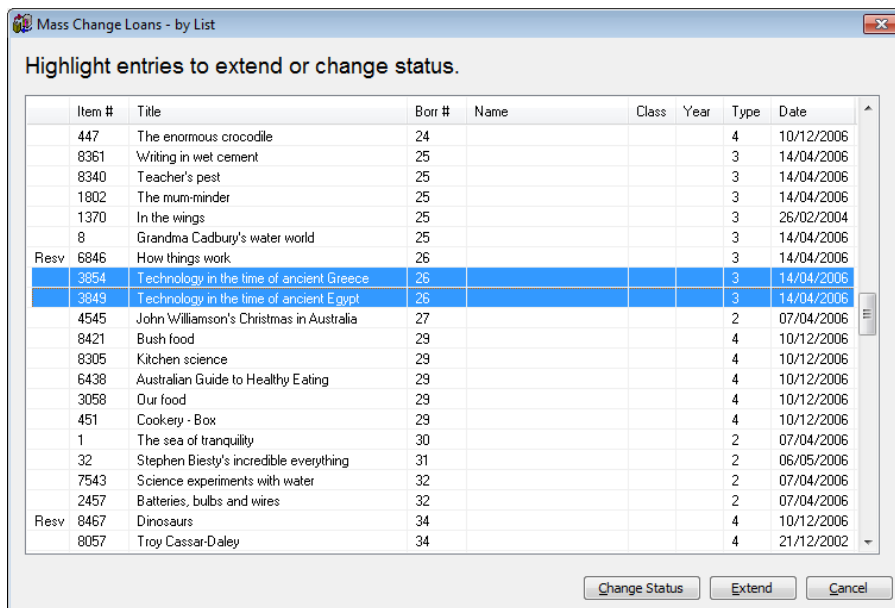 Mass Change Loans - by List
Highlight entries to extend or change status.
Item # Title Borr # Name Class Year Type Date
447 The enormous crocodile 24 4 10/12/2006
8361 Writing in wet cement 25 3 14/04/2006
8340 Teacher's pest 25 3 14/04/2006
1802 The mum-minder 25 3 14/04/2006
1370 In the wings 25 3 26/02/2004
8 Grandma Cadbury's water world 25 3 14/04/2006
Resv 6846 How things work 26 3 14/04/2006
3854 Technology in the time of ancient Greece 26 3 14/04/2006
3849 Technology in the time of ancient Egypt 26 3 14/04/2006
4545 John Williamson's Christmas in Australia 27 2 07/04/2006
8421 Bush food 29 4 10/12/2006
8305 Kitchen science 29 4 10/12/2006
6438 Australian Guide to Healthy Eating 29 4 10/12/2006
3058 Our food 29 4 10/12/2006
451 Cookery - Box 29 4 10/12/2006
1 The sea of tranquility 30 2 07/04/2006
32 Stephen Biesty's incredible everything 31 2 06/05/2006
7543 Science experiments with water 32 2 07/04/2006
2457 Batteries, bulbs and wires 32 2 07/04/2006
Resv 8467 Dinosaurs 34 4 10/12/2006
8057 Troy Cassar-Daley 34 4 21/12/2002
Change Status Extend Cancel